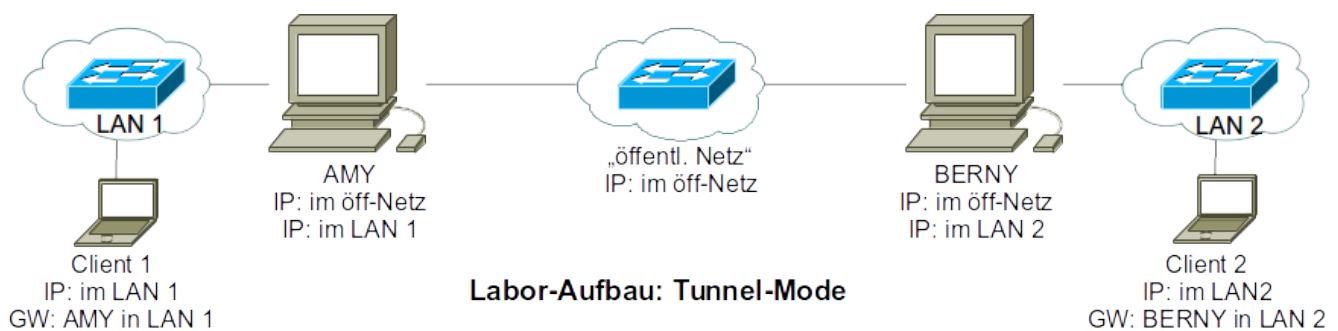 LAN 1
AMY
IP: im öff-Netz
IP: im LAN 1
„öffentl. Netz“
IP: im öff-Netz
BERNY
IP: im öff-Netz
IP: im LAN 2
LAN 2
Client 1
IP: im LAN 1
GW: AMY in LAN 1
Labor-Aufbau: Tunnel-Mode
Client 2
IP: im LAN2
GW: BERNY in LAN 2